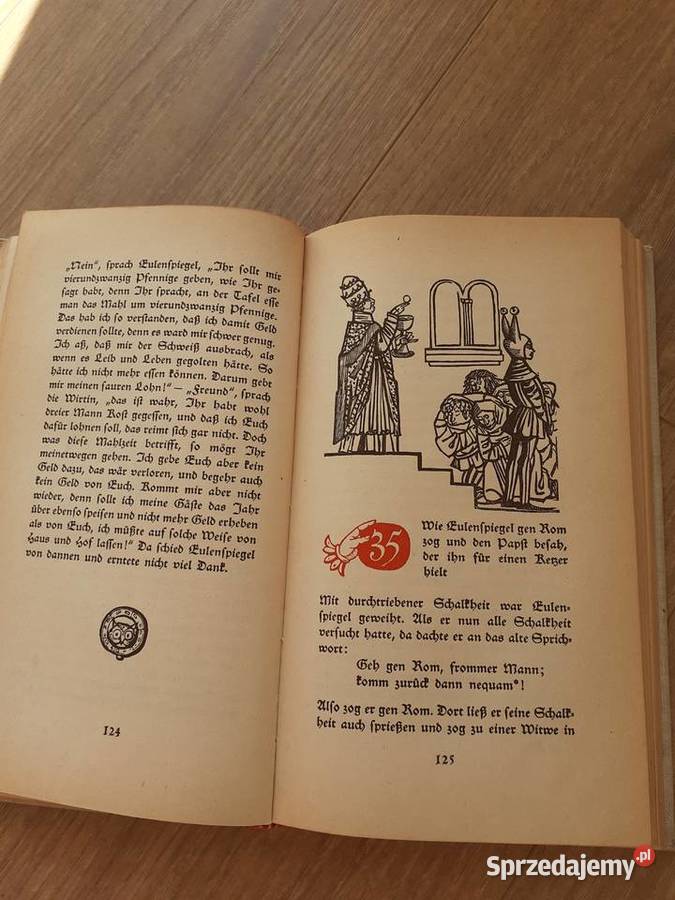 „Nein“, sprach Eulenspiegel, „Ihr sollt mir
vierundzwanzig Pfennige geben, wie Ihr ge-
sagt habt, denn Ihr spracht, an der Tafel esse
man das Mahl um vierundzwanzig Pfennige.
Das hab ich so verstanden, daß ich damit Geld
verdienen sollte, denn es ward mir schwer genug.
Ich aß, daß mir der Schweiß ausbrach, als
wenn es Leib und Leben gegolten hätte. So
hätte ich nicht mehr essen können. Darum gebt
mir meinen sauren Lohn!“ — „Freund“, sprach
die Wirtin, „das ist wahr, Ihr habt wohl
dreier Mann Kost gegessen, und daß ich Euch
dafür lohnen soll, das reimt sich gar nicht. Doch
was diese Mahlzeit betrifft, so mögt Ihr
meinetwegen gehen. Ich gebe Euch aber kein
Geld dazu, das wär verloren, und begehr auch
kein Geld von Euch. Kommt mir aber nicht
wieder, denn sollt ich meine Gäste das Jahr
über ebenso speisen und nicht mehr Geld erheben
als von Euch, ich müßte auf solche Weise von
Haus und Hof lassen!“ Da schied Eulenspiegel
von dannen und erntete nicht viel Dank.
124
35
Wie Eulenspiegel gen Rom
zog und den Papst besah,
der ihn für einen Ketzer
hielt
Mit durchtriebener Schalkheit war Eulen-
spiegel geweiht. Als er nun alle Schalkheit
versucht hatte, da dachte er an das alte Sprich-
wort:
Geh gen Rom, frommer Mann;
komm zurück dann nequam*!
Also zog er gen Rom. Dort ließ er seine Schalk-
heit auch sprießen und zog zu einer Witwe in
125
Sprzedajemy.pl